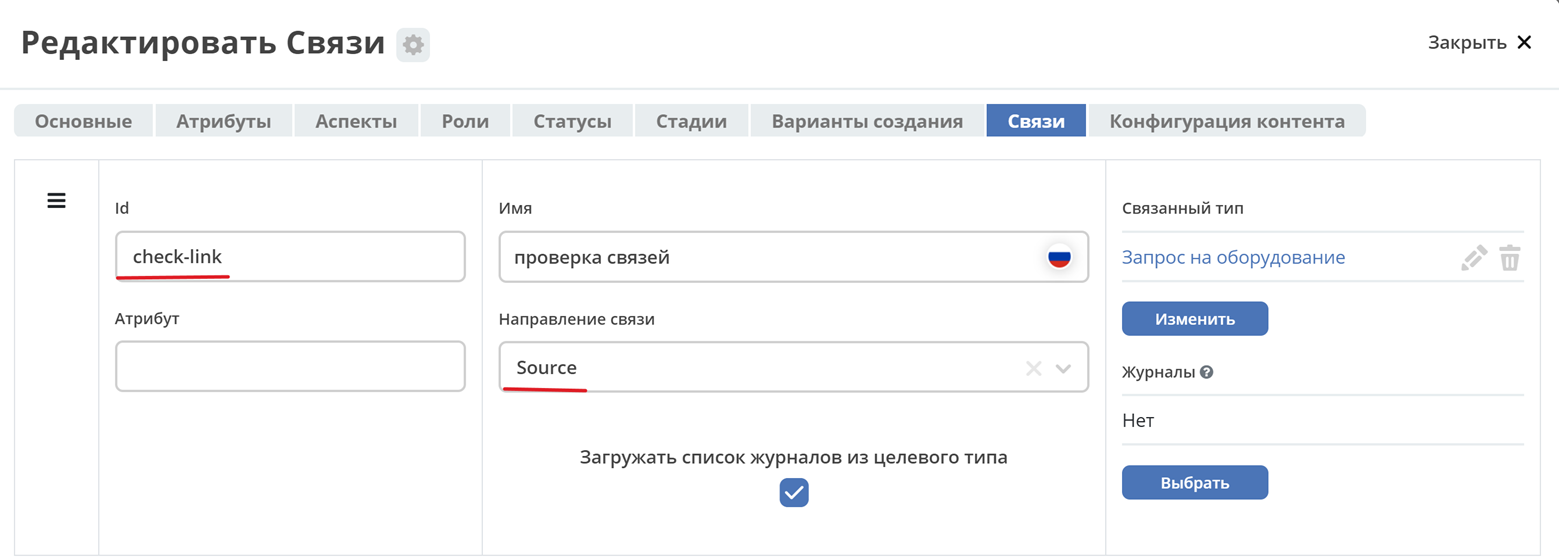 Редактировать Связи
Закрыть
Основные Атрибуты Аспекты Роли Статусы Стадии Варианты создания Связи Конфигурация контента
Id
check-link
Атрибут
Имя
проверка связей
Направление связи
Source
Загружать список журналов из целевого типа
Связанный тип
Запрос на оборудование
Изменить
Журналы ?
Нет
Выбрать